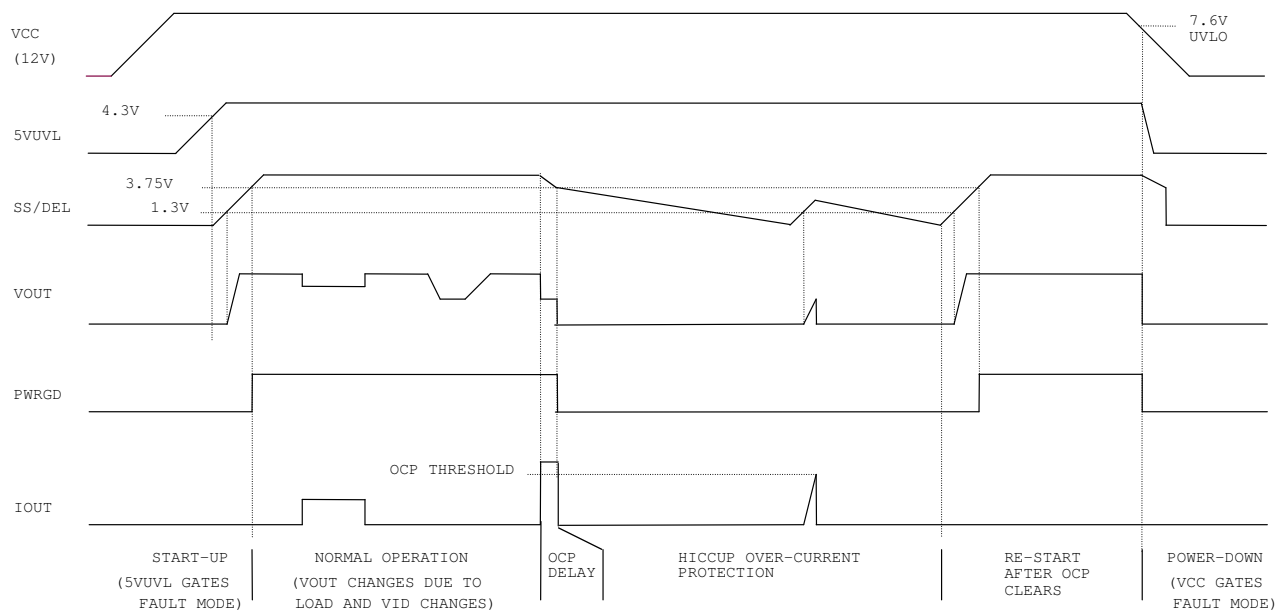 VCC
(12V)
7.6V
UVLO
4.3V
5VUVL
3.75V
SS/DEL
1.3V
VOUT
PWRGD
OCP THRESHOLD
IOUT
START-UP
(5VUVL GATES
FAULT MODE)
NORMAL OPERATION
(VOUT CHANGES DUE TO
LOAD AND VID CHANGES)
OCP
DELAY
HICCUP OVER-CURRENT
PROTECTION
RE-START
AFTER OCP
CLEARS
POWER-DOWN
(VCC GATES
FAULT MODE)